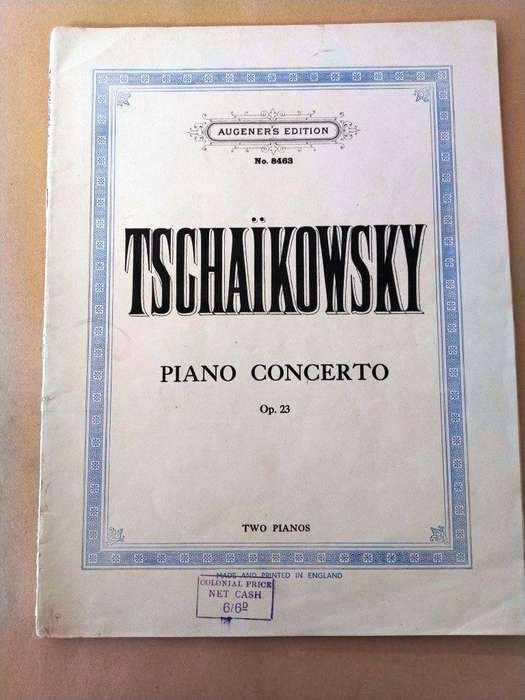 AUGENER'S EDITION
No. 8463
TSCHAÏKOWSKY
PIANO CONCERTO
Op. 23
TWO PIANOS
MADE AND PRINTED IN ENGLAND
COLONIAL PRICE
NET CASH
6/6D